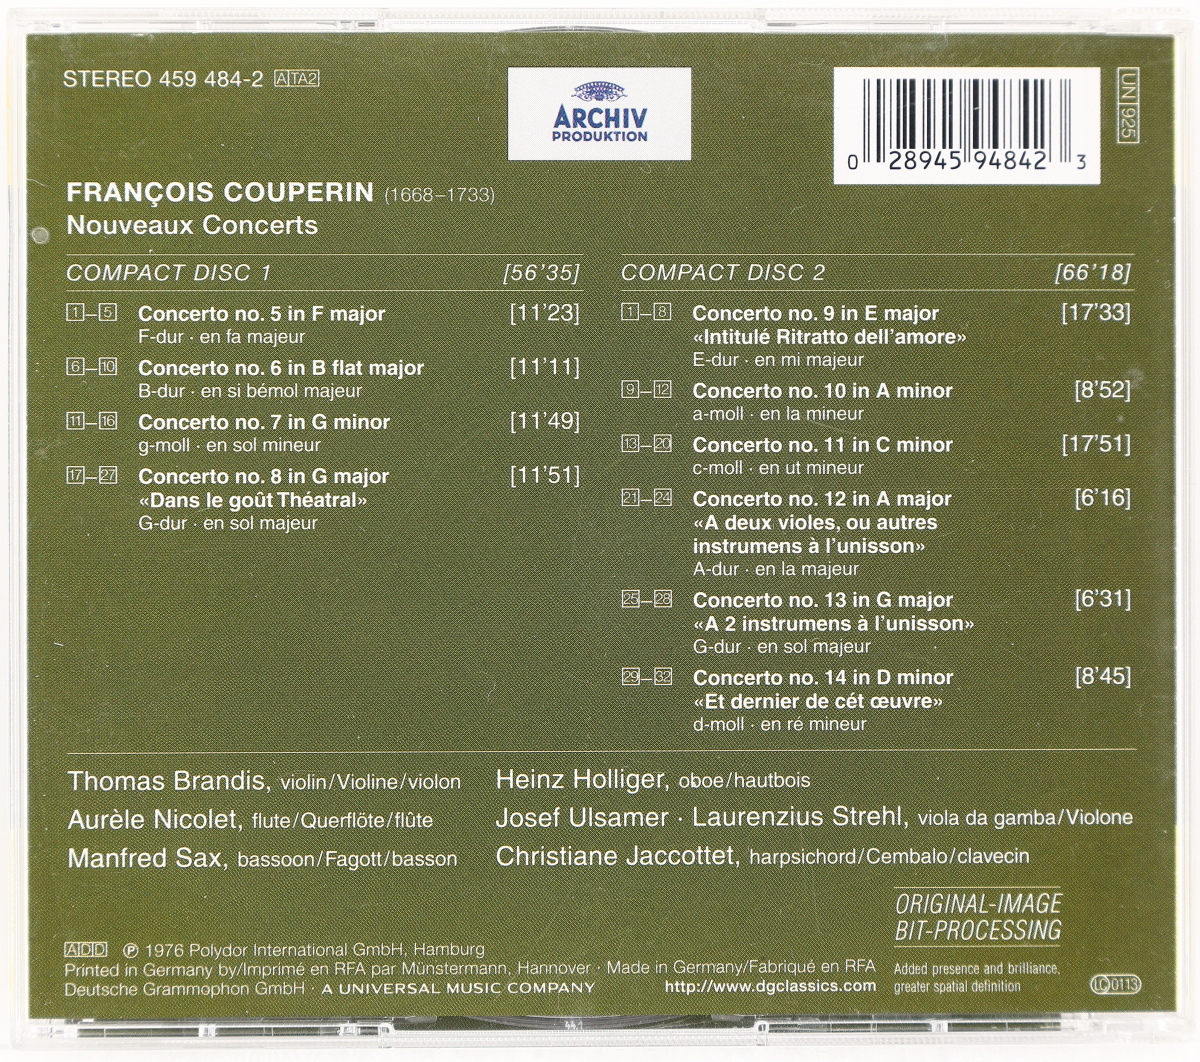 STEREO 459 484-2 A|TA2
ARCHIV
PRODUKTION
0 28945 94842 3
UN|925
FRANÇOIS COUPERIN (1668–1733)
Nouveaux Concerts
COMPACT DISC 1 [56’35]
1–5 Concerto no. 5 in F major [11’23]
F-dur · en fa majeur
6–10 Concerto no. 6 in B flat major [11’11]
B-dur · en si bémol majeur
11–16 Concerto no. 7 in G minor [11’49]
g-moll · en sol mineur
17–27 Concerto no. 8 in G major [11’51]
«Dans le goût Théatral»
G-dur · en sol majeur
COMPACT DISC 2 [66’18]
1–8 Concerto no. 9 in E major [17’33]
«Intitulé Ritratto dell’amore»
E-dur · en mi majeur
9–12 Concerto no. 10 in A minor [8’52]
a-moll · en la mineur
13–20 Concerto no. 11 in C minor [17’51]
c-moll · en ut mineur
21–24 Concerto no. 12 in A major [6’16]
«A deux violes, ou autres
instrumens à l’unisson»
A-dur · en la majeur
25–28 Concerto no. 13 in G major [6’31]
«A 2 instrumens à l’unisson»
G-dur · en sol majeur
29–32 Concerto no. 14 in D minor [8’45]
«Et dernier de cét œuvre»
d-moll · en ré mineur
Thomas Brandis, violin/Violine/violon
Aurèle Nicolet, flute/Querflöte/flûte
Manfred Sax, bassoon/Fagott/basson
Heinz Holliger, oboe/hautbois
Josef Ulsamer · Laurenzius Strehl, viola da gamba/Violone
Christiane Jaccottet, harpsichord/Cembalo/clavecin
ORIGINAL-IMAGE
BIT-PROCESSING
Added presence and brilliance,
greater spatial definition
ADD ℗ 1976 Polydor International GmbH, Hamburg
Printed in Germany by/Imprimé en RFA par Münstermann, Hannover · Made in Germany/Fabriqué en RFA
Deutsche Grammophon GmbH · A UNIVERSAL MUSIC COMPANY http://www.dgclassics.com
LC 0113